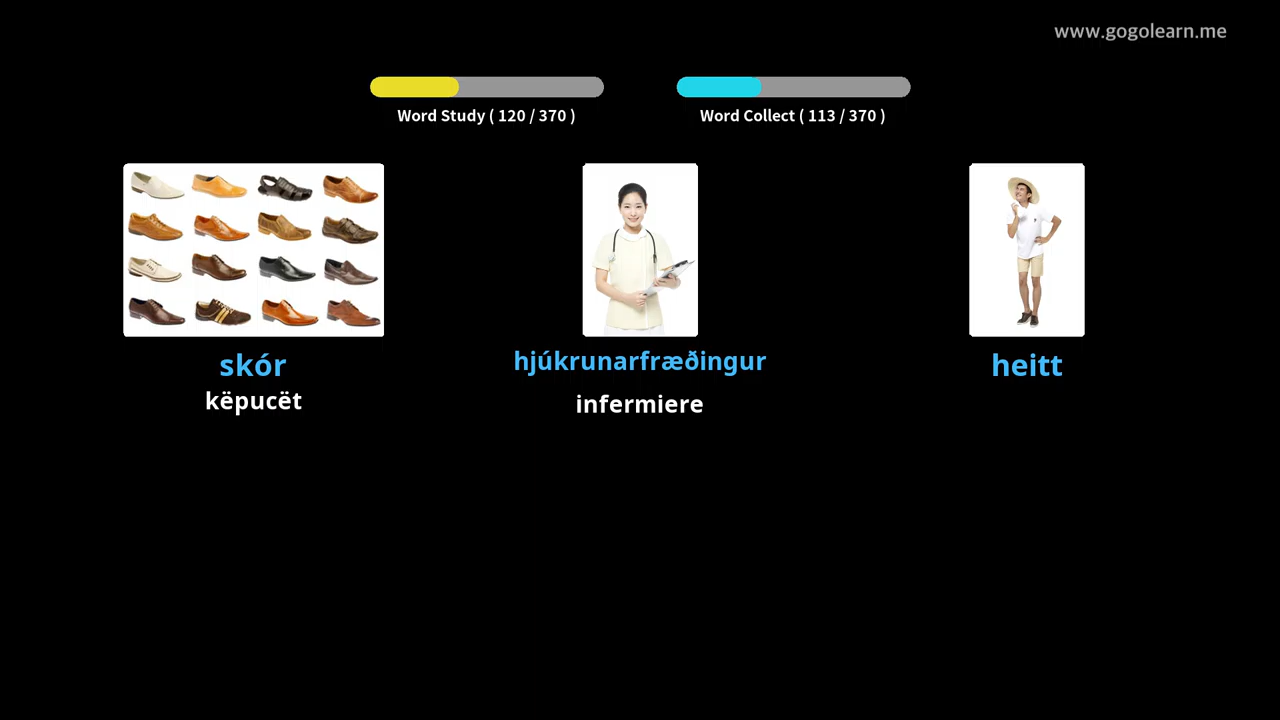 www.gogolearn.me
Word Study ( 120 / 370 )
Word Collect ( 113 / 370 )
skór
këpucët
hjúkrunarfræðingur
infermiere
heitt